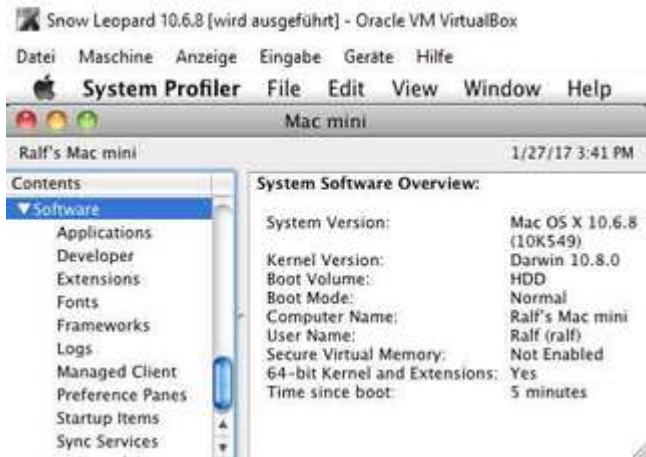 Snow Leopard 10.6.8 [wird ausgeführt] - Oracle VM VirtualBox
Datei Maschine Anzeige Eingabe Geräte Hilfe
System Profiler File Edit View Window Help
Mac mini
Ralf's Mac mini 1/27/17 3:41 PM
Contents
Software
Applications
Developer
Extensions
Fonts
Frameworks
Logs
Managed Client
Preference Panes
Startup Items
Sync Services
System Software Overview:
System Version: Mac OS X 10.6.8
(10K549)
Kernel Version: Darwin 10.8.0
Boot Volume: HDD
Boot Mode: Normal
Computer Name: Ralf's Mac mini
User Name: Ralf (ralf)
Secure Virtual Memory: Not Enabled
64-bit Kernel and Extensions: Yes
Time since boot: 5 minutes